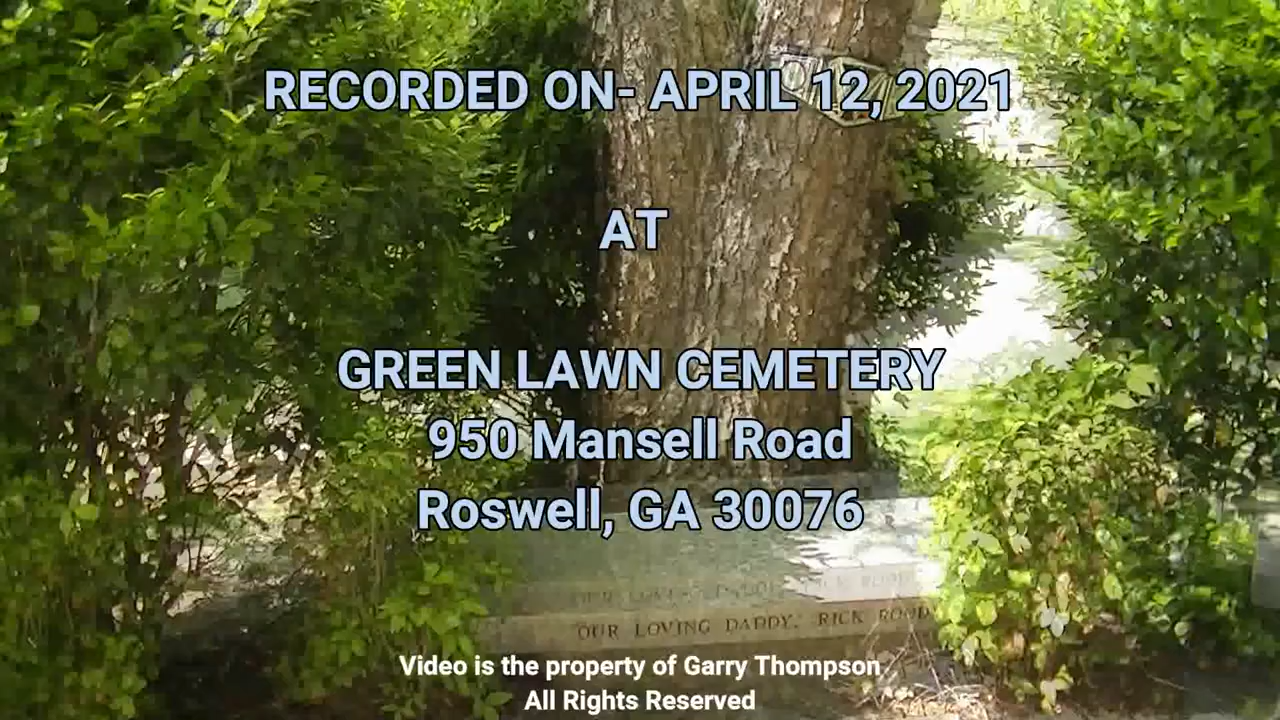 RECORDED ON- APRIL 12, 2021
AT
GREEN LAWN CEMETERY
950 Mansell Road
Roswell, GA 30076
OUR LOVING DADDY, RICK
Video is the property of Garry Thompson
All Rights Reserved